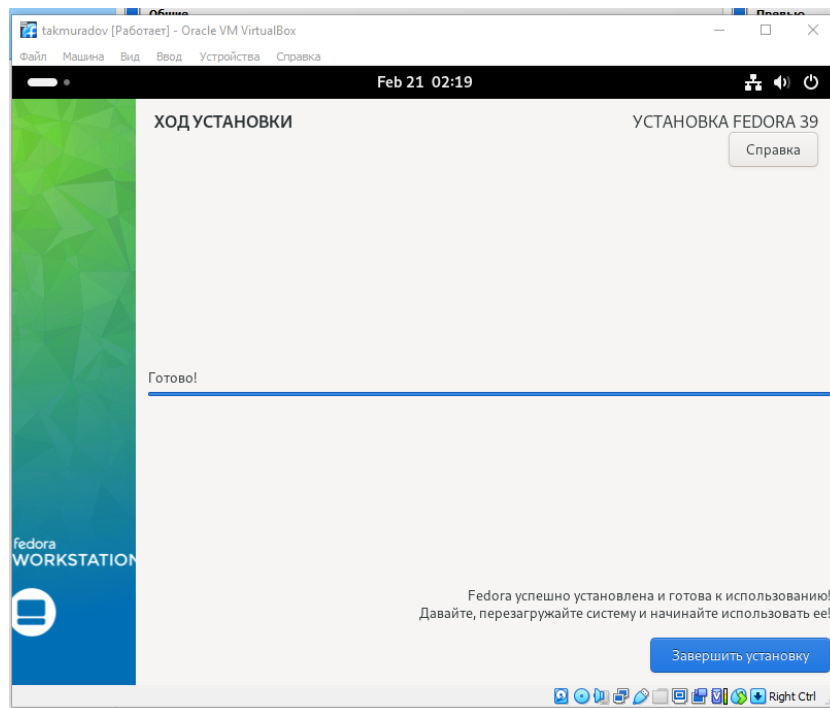 Общие
Превью
takmuradov [Работает] - Oracle VM VirtualBox
Файл Машина Вид Ввод Устройства Справка
Feb 21 02:19
ХОД УСТАНОВКИ
УСТАНОВКА FEDORA 39
Справка
Готово!
fedora
WORKSTATION
Fedora успешно установлена и готова к использованию!
Давайте, перезагружайте систему и начинайте использовать ее!
Завершить установку
Right Ctrl